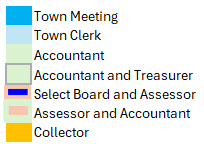 Town Meeting
Town Clerk
Accountant
Accountant and Treasurer
Select Board and Assessor
Assessor and Accountant
Collector